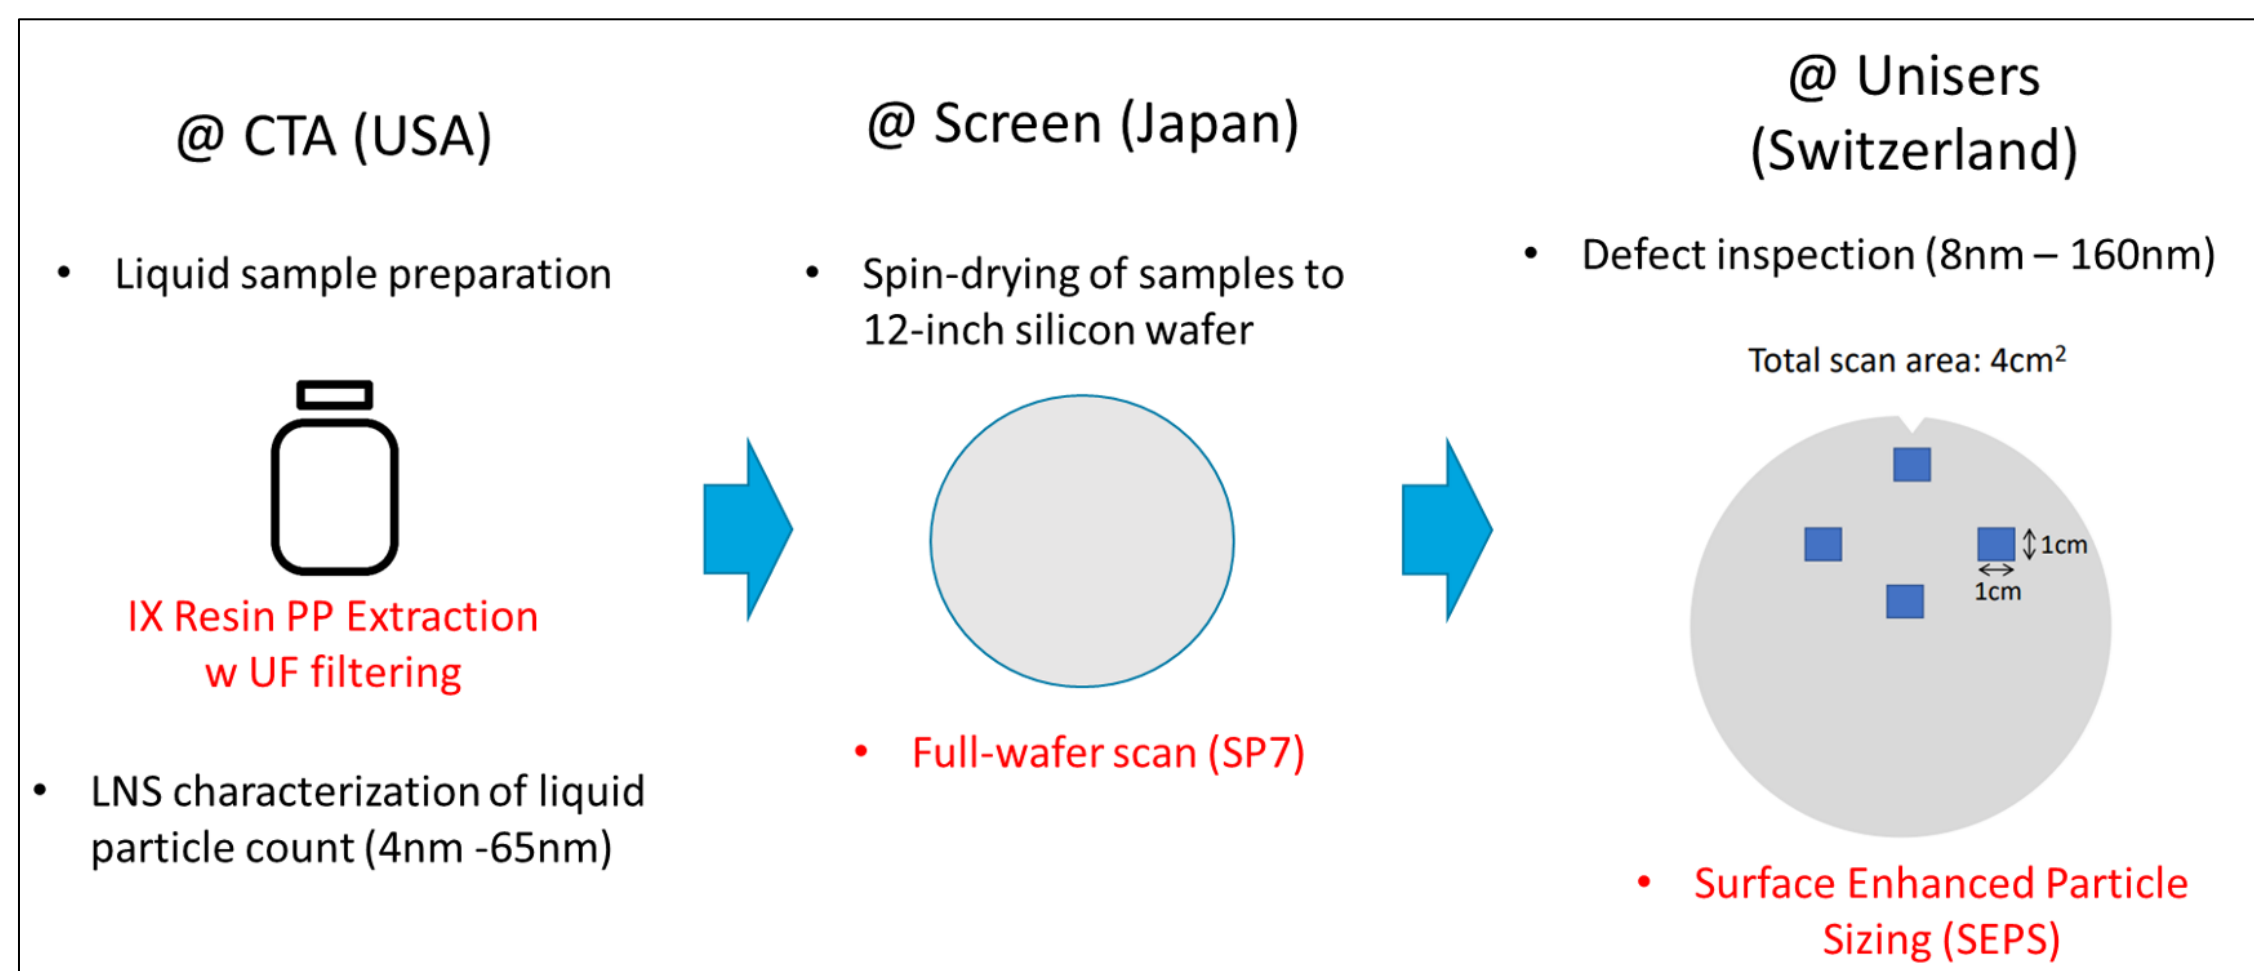 @ CTA (USA)
• Liquid sample preparation
IX Resin PP Extraction
w UF filtering
• LNS characterization of liquid
particle count (4nm -65nm)
@ Screen (Japan)
• Spin-drying of samples to
12-inch silicon wafer
• Full-wafer scan (SP7)
@ Unisers
(Switzerland)
• Defect inspection (8nm – 160nm)
Total scan area: 4cm²
1cm
1cm
• Surface Enhanced Particle
Sizing (SEPS)